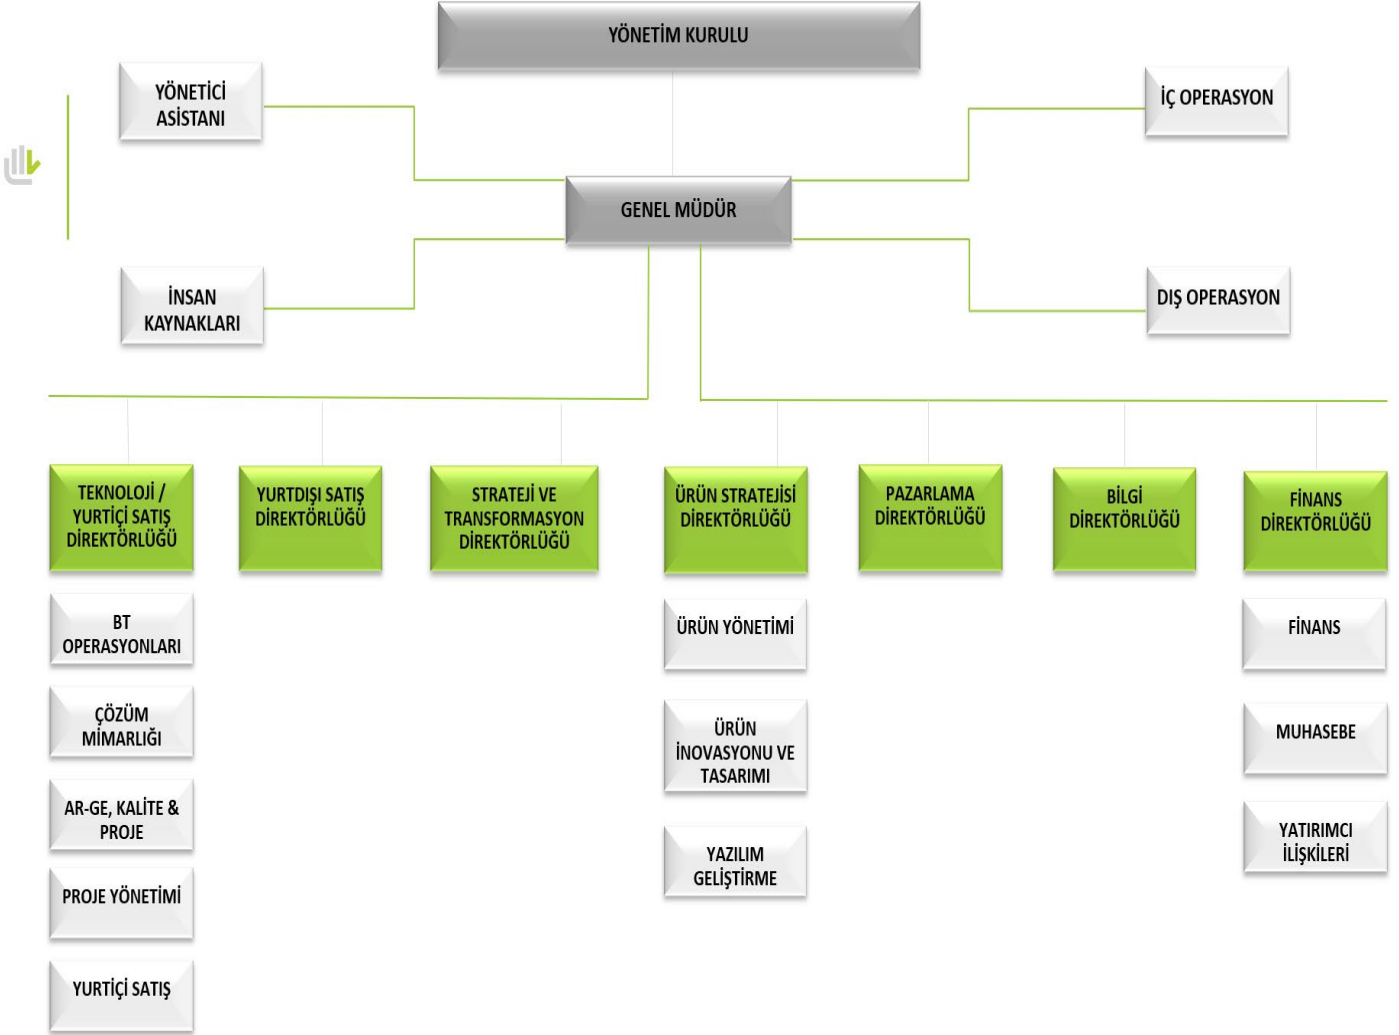 YÖNETİM KURULU
YÖNETİCİ
ASİSTANI
İÇ OPERASYON
GENEL MÜDÜR
İNSAN
KAYNAKLARI
DIŞ OPERASYON
TEKNOLOJİ /
YURTİÇİ SATIŞ
DİREKTÖRLÜĞÜ
YURTDIŞI SATIŞ
DİREKTÖRLÜĞÜ
STRATEJİ VE
TRANSFORMASYON
DİREKTÖRLÜĞÜ
ÜRÜN STRATEJİSİ
DİREKTÖRLÜĞÜ
PAZARLAMA
DİREKTÖRLÜĞÜ
BİLGİ
DİREKTÖRLÜĞÜ
FİNANS
DİREKTÖRLÜĞÜ
BT
OPERASYONLARI
ÇÖZÜM
MİMARLIĞI
AR-GE, KALİTE &
PROJE
PROJE YÖNETİMİ
YURTİÇİ SATIŞ
ÜRÜN YÖNETİMİ
ÜRÜN
İNOVASYONU VE
TASARIMI
YAZILIM
GELİŞTİRME
FİNANS
MUHASEBE
YATIRIMCI
İLİŞKİLERİ